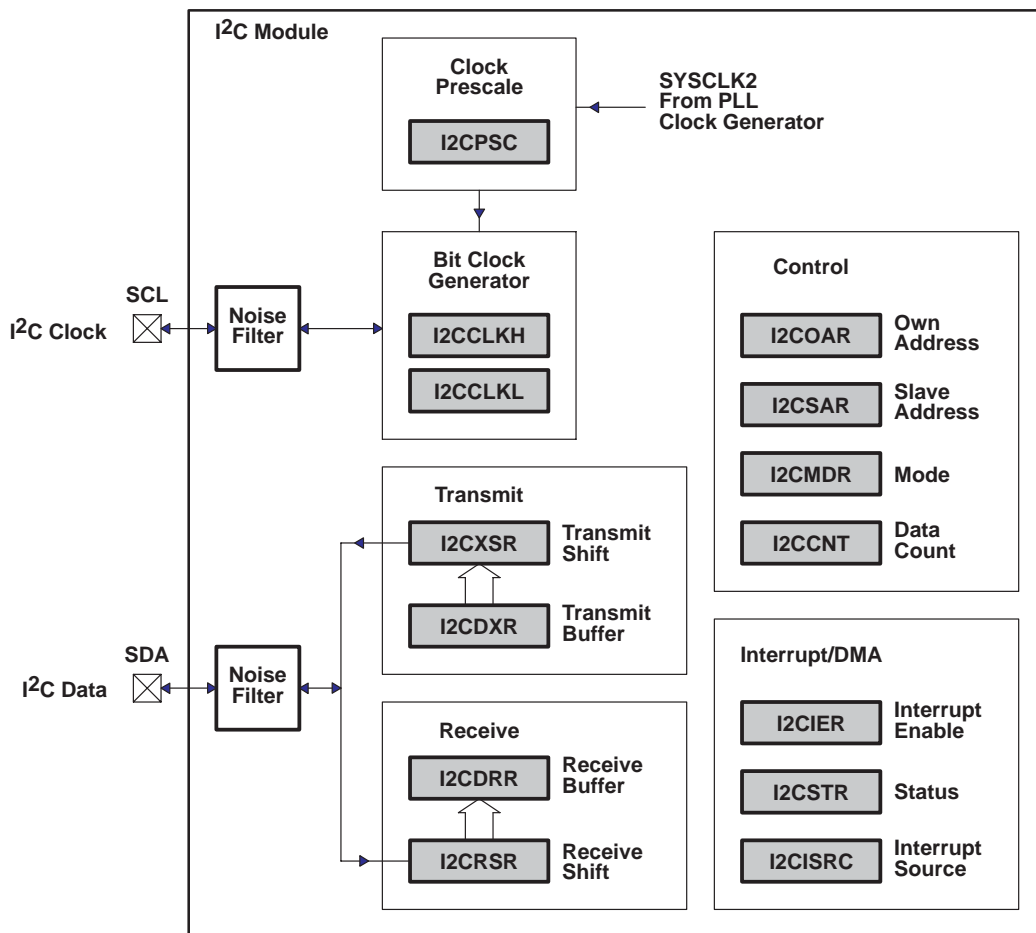 I²C Module
Clock
Prescale
I2CPSC
SYSCLK2
From PLL
Clock Generator
Bit Clock
Generator
I2CCLKH
I2CCLKL
SCL
I²C Clock
Noise
Filter
Control
I2COAR
Own
Address
I2CSAR
Slave
Address
I2CMDR
Mode
I2CCNT
Data
Count
Transmit
I2CXSR
Transmit
Shift
I2CDXR
Transmit
Buffer
SDA
I²C Data
Noise
Filter
Receive
I2CDRR
Receive
Buffer
I2CRSR
Receive
Shift
Interrupt/DMA
I2CIER
Interrupt
Enable
I2CSTR
Status
I2CISRC
Interrupt
Source